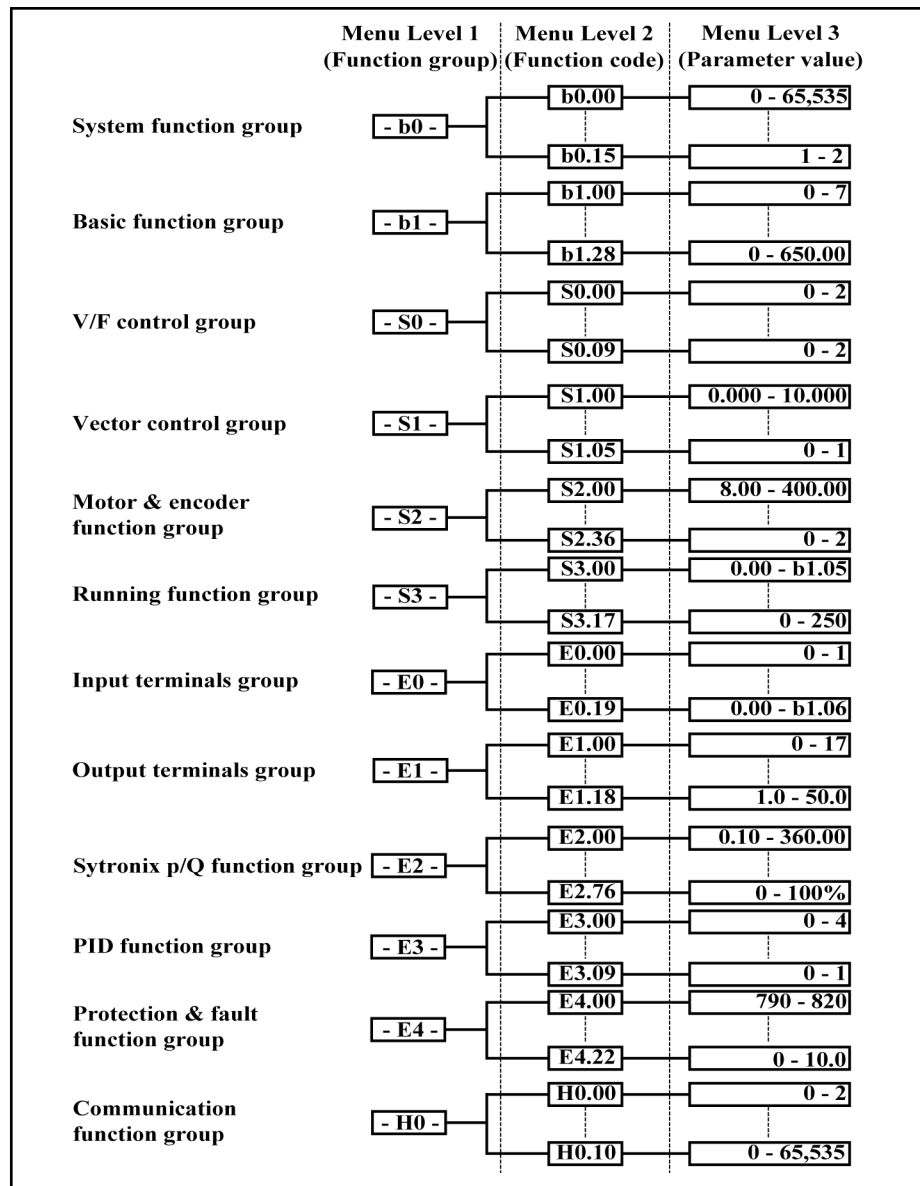 Menu Level 1 Menu Level 2 Menu Level 3
(Function group) (Function code) (Parameter value)
b0.00 0 - 65,535
System function group - b0 -
b0.15 1 - 2
b1.00 0 - 7
Basic function group - b1 -
b1.28 0 - 650.00
S0.00 0 - 2
V/F control group - S0 -
S0.09 0 - 2
S1.00 0.000 - 10.000
Vector control group - S1 -
S1.05 0 - 1
S2.00 8.00 - 400.00
Motor & encoder
function group - S2 -
S2.36 0 - 2
S3.00 0.00 - b1.05
Running function group - S3 -
S3.17 0 - 250
E0.00 0 - 1
Input terminals group - E0 -
E0.19 0.00 - b1.06
E1.00 0 - 17
Output terminals group - E1 -
E1.18 1.0 - 50.0
E2.00 0.10 - 360.00
Sytronix p/Q function group - E2 -
E2.76 0 - 100%
E3.00 0 - 4
PID function group - E3 -
E3.09 0 - 1
E4.00 790 - 820
Protection & fault
function group - E4 -
E4.22 0 - 10.0
H0.00 0 - 2
Communication
function group - H0 -
H0.10 0 - 65,535